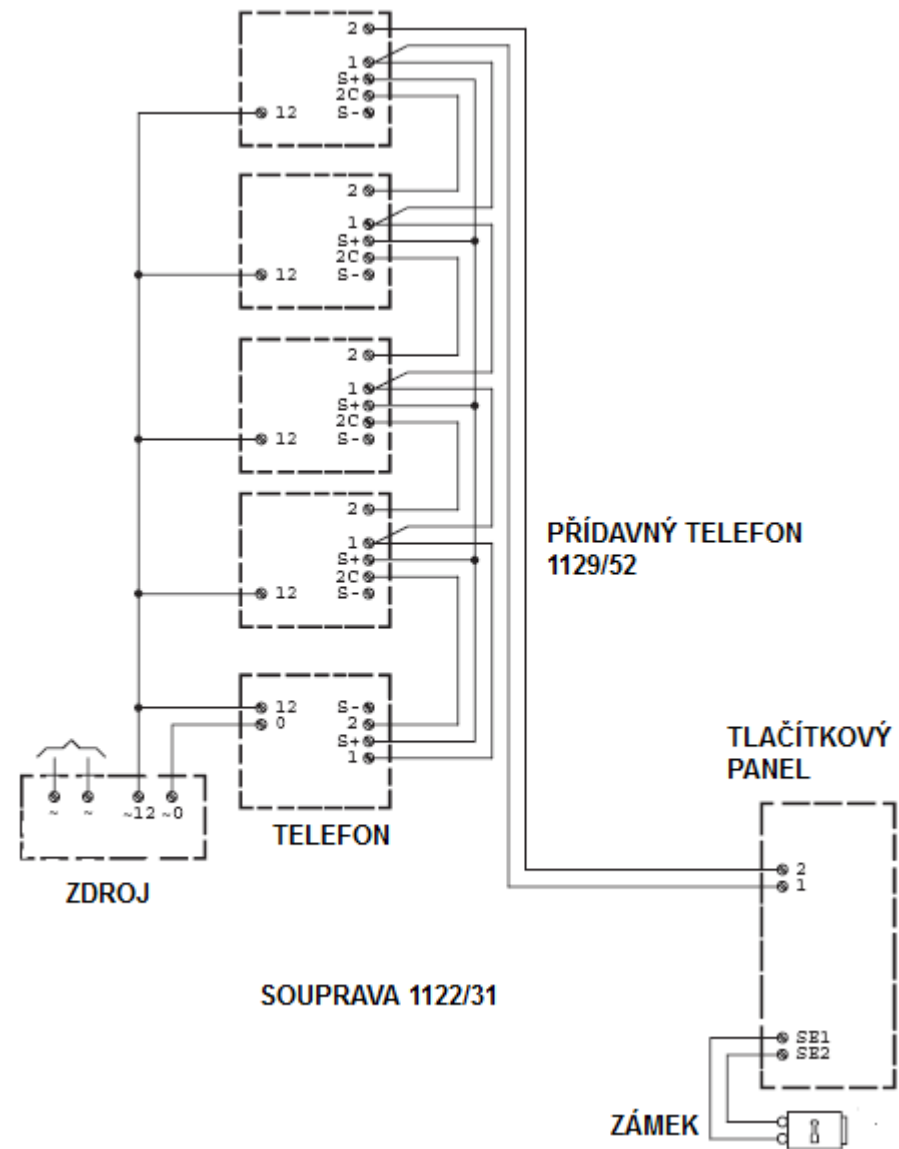 2
1
S+
2C
12 S-
2
1
S+
2C
12 S-
2
1
S+
2C
12 S-
2
1
S+
2C
12 S-
PŘÍDAVNÝ TELEFON
1129/52
12 S-
0 2
S+
1
TLAČÍTKOVÝ
PANEL
~ ~ ~12 ~0
TELEFON
ZDROJ
2
1
SOUPRAVA 1122/31
SE1
SE2
ZÁMEK